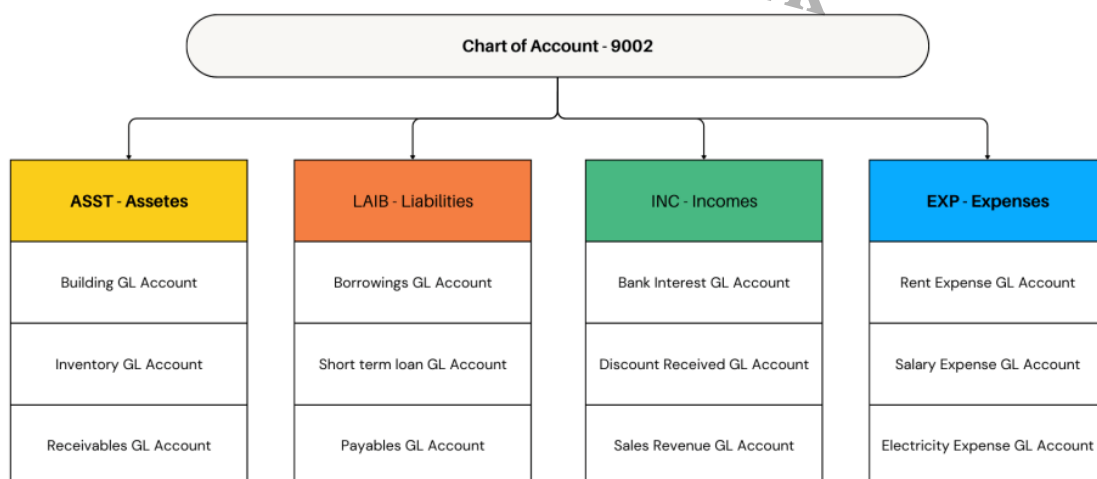 Chart of Account - 9002
ASST - Assetes
LAIB - Liabilities
INC - Incomes
EXP - Expenses
Building GL Account
Borrowings GL Account
Bank Interest GL Account
Rent Expense GL Account
Inventory GL Account
Short term loan GL Account
Discount Received GL Account
Salary Expense GL Account
Receivables GL Account
Payables GL Account
Sales Revenue GL Account
Electricity Expense GL Account